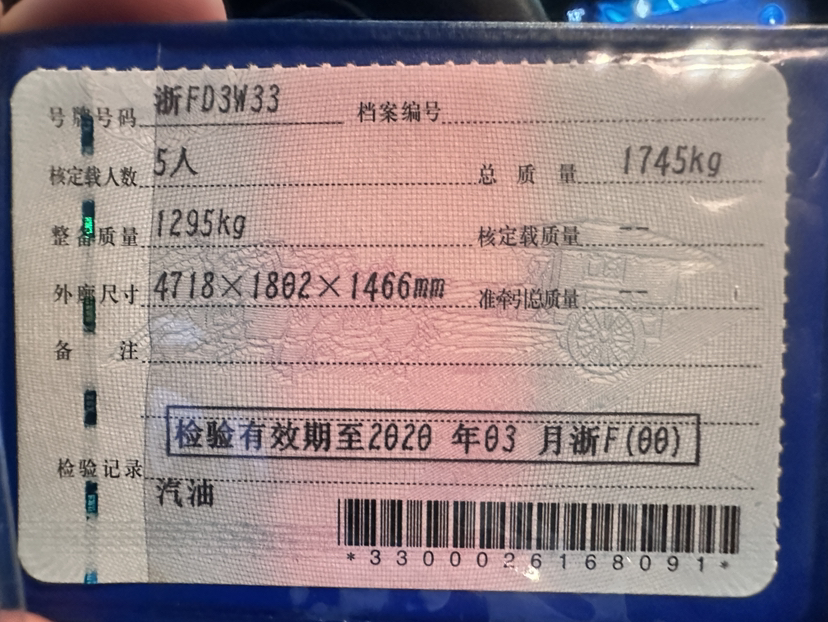 号牌号码 浙FD3W33 档案编号
核定载人数 5人 总质量 1745kg
整备质量 1295kg 核定载质量 --
外廓尺寸 4718×1802×1466mm 准牵引总质量 --
备注
检验有效期至2020 年03 月浙F(00)
检验记录
汽油
*3300026168091*